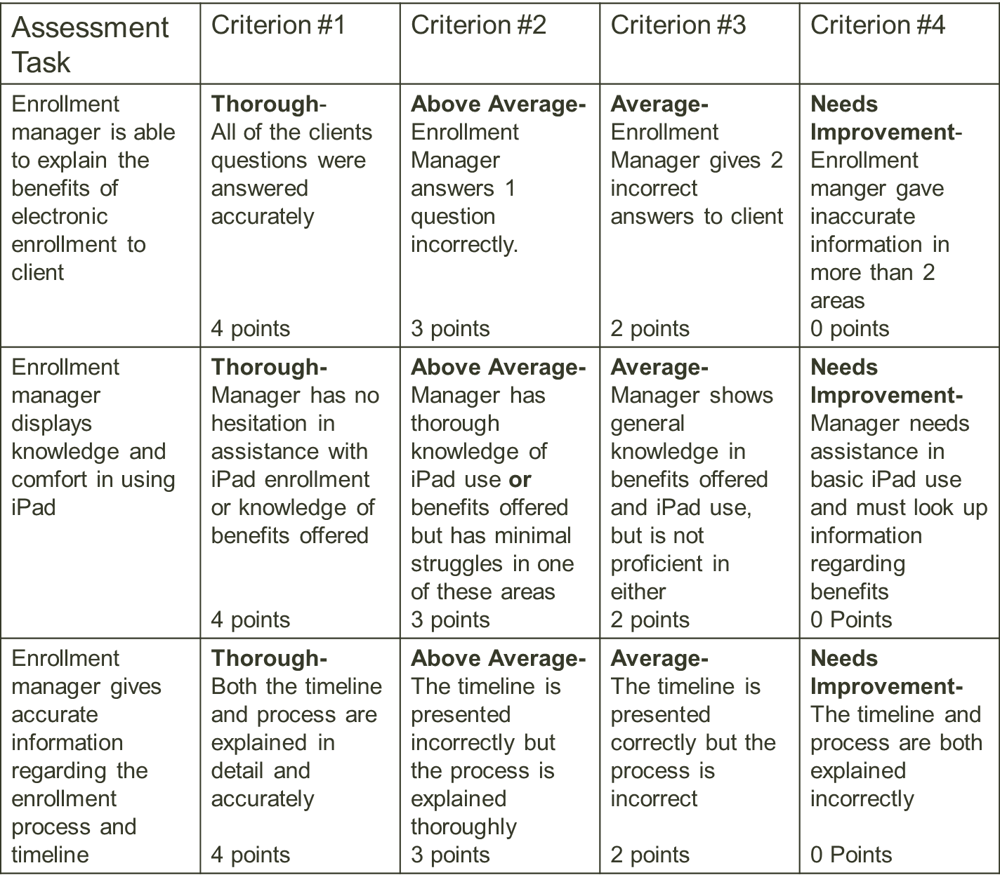 Assessment
Task
Criterion #1
Criterion #2
Criterion #3
Criterion #4
Enrollment
manager is able
to explain the
benefits of
electronic
enrollment to
client
Thorough-
All of the clients
questions were
answered
accurately
4 points
Above Average-
Enrollment
Manager
answers 1
question
incorrectly.
3 points
Average-
Enrollment
Manager gives 2
incorrect
answers to client
2 points
Needs
Improvement-
Enrollment
manger gave
inaccurate
information in
more than 2
areas
0 points
Enrollment
manager
displays
knowledge and
comfort in using
iPad
Thorough-
Manager has no
hesitation in
assistance with
iPad enrollment
or knowledge of
benefits offered
4 points
Above Average-
Manager has
thorough
knowledge of
iPad use or
benefits offered
but has minimal
struggles in one
of these areas
3 points
Average-
Manager shows
general
knowledge in
benefits offered
and iPad use,
but is not
proficient in
either
2 points
Needs
Improvement-
Manager needs
assistance in
basic iPad use
and must look up
information
regarding
benefits
0 Points
Enrollment
manager gives
accurate
information
regarding the
enrollment
process and
timeline
Thorough-
Both the timeline
and process are
explained in
detail and
accurately
4 points
Above Average-
The timeline is
presented
incorrectly but
the process is
explained
thoroughly
3 points
Average-
The timeline is
presented
correctly but the
process is
incorrect
2 points
Needs
Improvement-
The timeline and
process are both
explained
incorrectly
0 Points